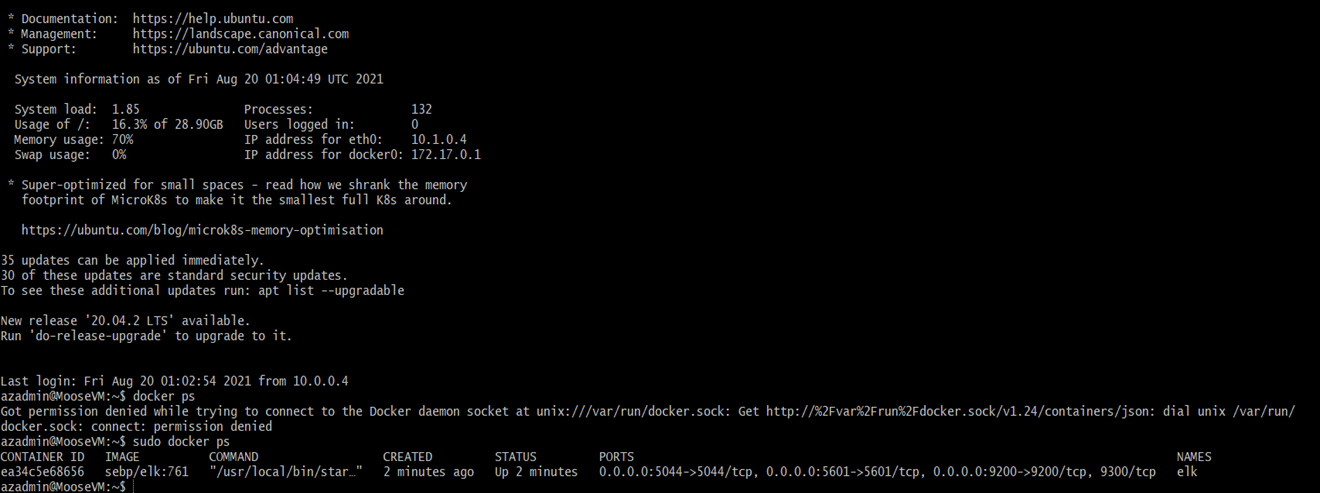 * Documentation:  https://help.ubuntu.com
* Management:     https://landscape.canonical.com
* Support:        https://ubuntu.com/advantage
System information as of Fri Aug 20 01:04:49 UTC 2021
System load:  1.85               Processes:              132
Usage of /:   16.3% of 28.90GB   Users logged in:        0
Memory usage: 70%                IP address for eth0:    10.1.0.4
Swap usage:   0%                 IP address for docker0: 172.17.0.1
* Super-optimized for small spaces - read how we shrank the memory
footprint of MicroK8s to make it the smallest full K8s around.
https://ubuntu.com/blog/microk8s-memory-optimisation
35 updates can be applied immediately.
30 of these updates are standard security updates.
To see these additional updates run: apt list --upgradable
New release '20.04.2 LTS' available.
Run 'do-release-upgrade' to upgrade to it.
Last login: Fri Aug 20 01:02:54 2021 from 10.0.0.4
azadmin@MooseVM:~$ docker ps
Got permission denied while trying to connect to the Docker daemon socket at unix:///var/run/docker.sock: Get http://%2Fvar%2Frun%2Fdocker.sock/v1.24/containers/json: dial unix /var/run/
docker.sock: connect: permission denied
azadmin@MooseVM:~$ sudo docker ps
CONTAINER ID   IMAGE          COMMAND                  CREATED         STATUS         PORTS                                                                              NAMES
ea34c5e68656   sebp/elk:761   "/usr/local/bin/star…"   2 minutes ago   Up 2 minutes   0.0.0.0:5044->5044/tcp, 0.0.0.0:5601->5601/tcp, 0.0.0.0:9200->9200/tcp, 9300/tcp   elk
azadmin@MooseVM:~$